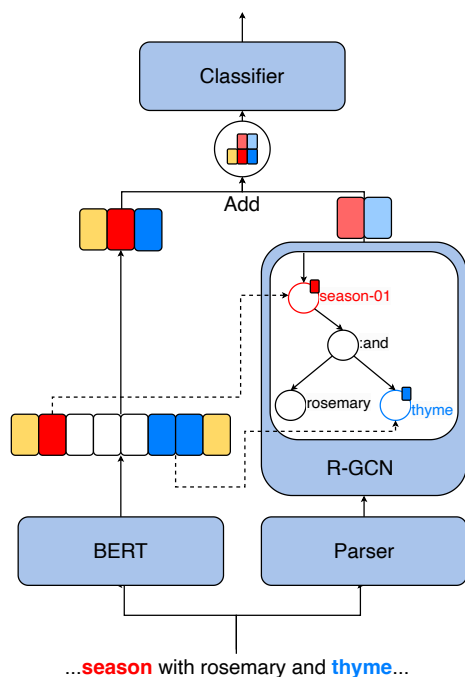 Classifier
Add
season-01
:and
rosemary
thyme
R-GCN
BERT
Parser
...season with rosemary and thyme...